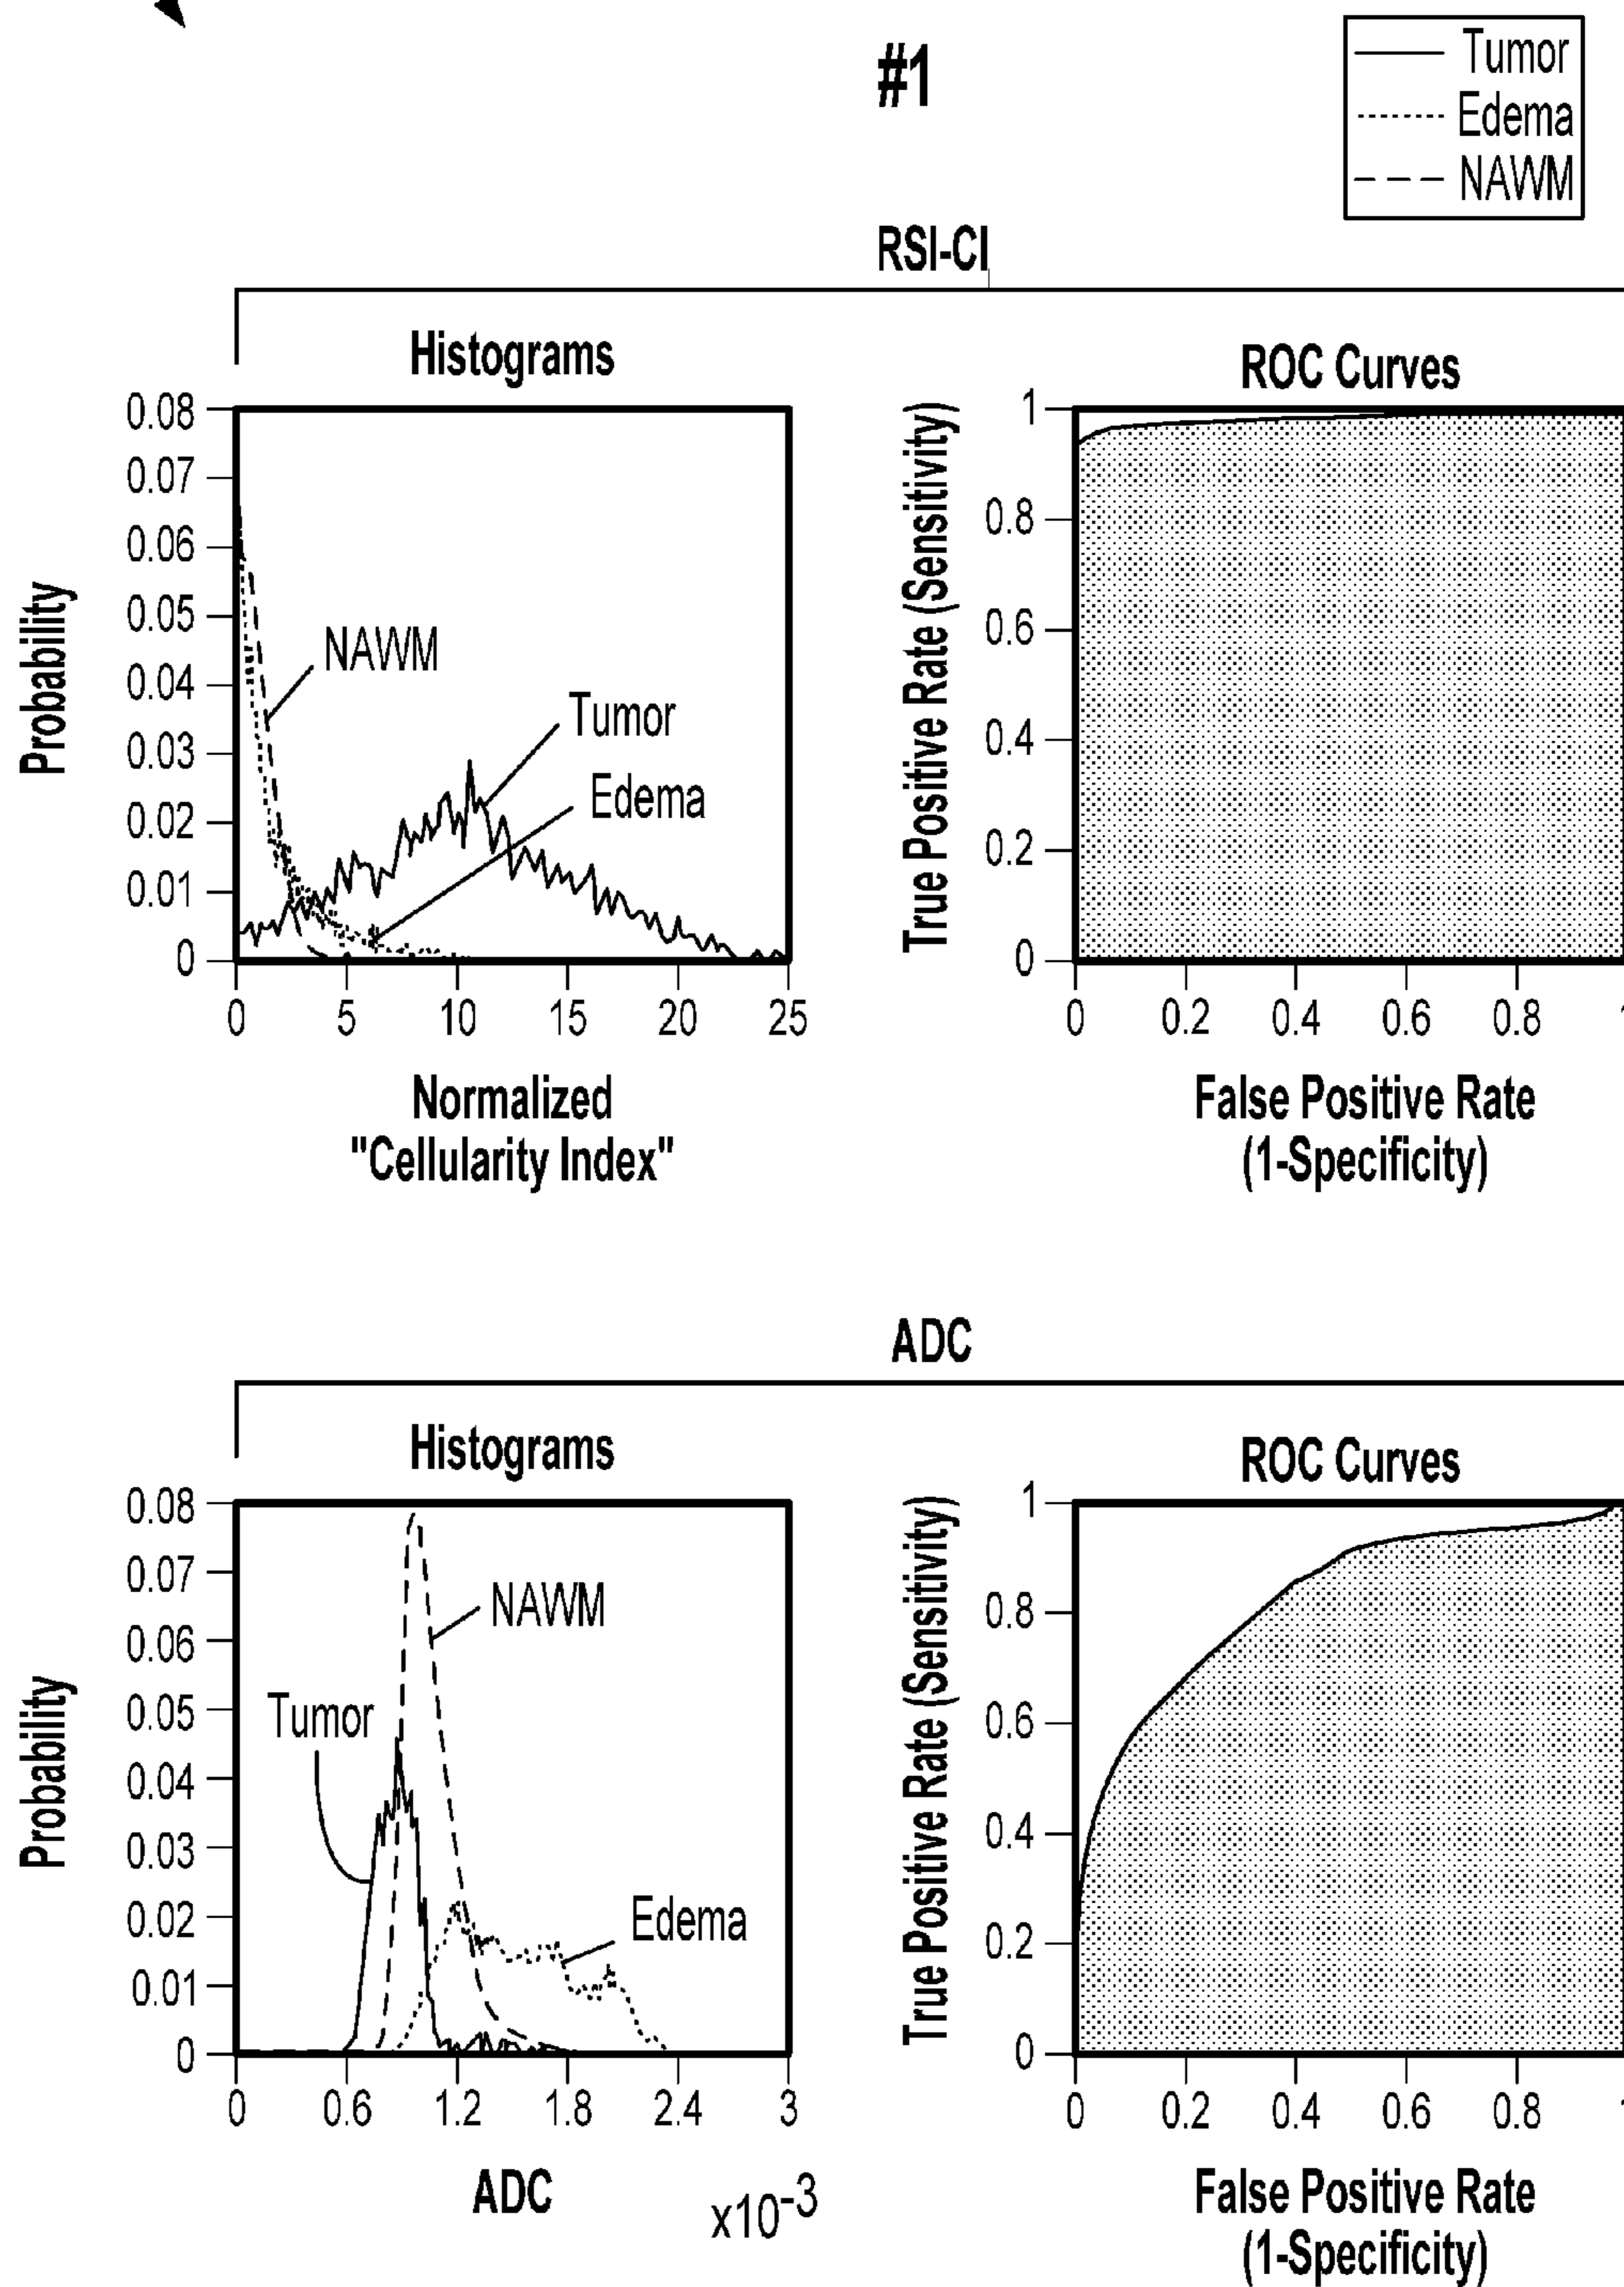 #1
Tumor
Edema
NAWM
RSI-CI
Histograms
0.08
0.07
0.06
0.05
0.04
0.03
0.02
0.01
0
Probability
NAWM
Tumor
Edema
0
5
10
15
20
25
Normalized
"Cellularity Index"
ROC Curves
1
0.8
0.6
0.4
0.2
0
True Positive Rate (Sensitivity)
0
0.2
0.4
0.6
0.8
False Positive Rate
(1-Specificity)
ADC
Histograms
0.08
0.07
0.06
0.05
0.04
0.03
0.02
0.01
0
Probability
NAWM
Tumor
Edema
0
0.6
1.2
1.8
2.4
3
ADC
x10-3
ROC Curves
1
0.8
0.6
0.4
0.2
0
True Positive Rate (Sensitivity)
0
0.2
0.4
0.6
0.8
False Positive Rate
(1-Specificity)